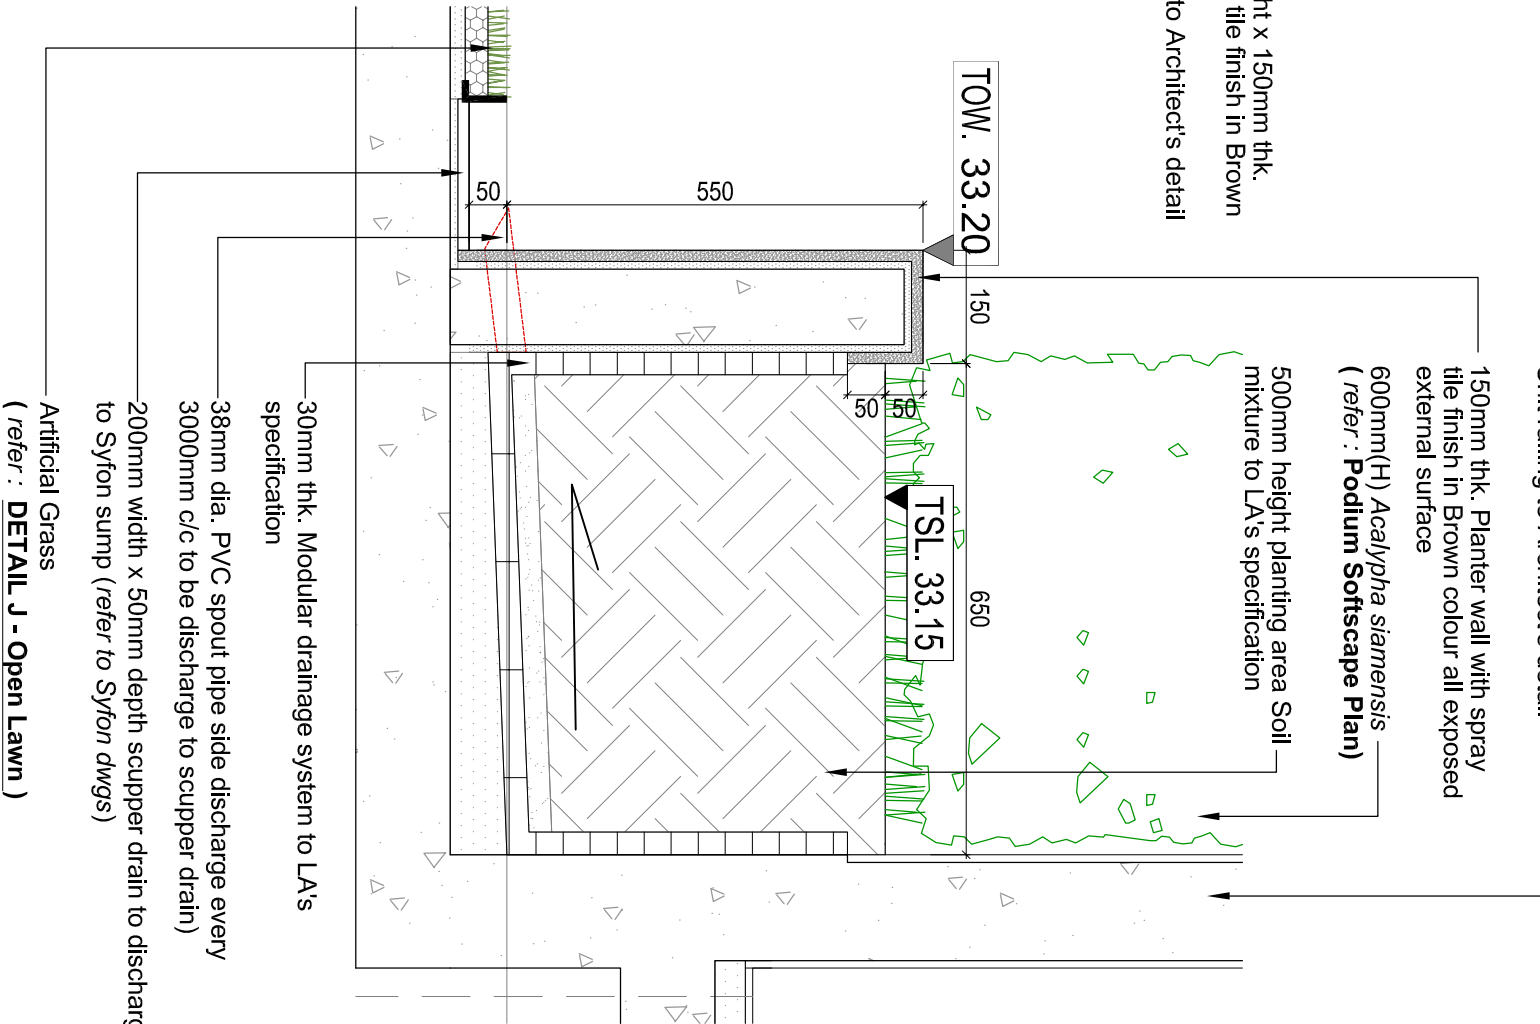 ht x 150mm thk.
tile finish in Brown
to Architect's detail
TOW. 33.20
150mm thk. Planter wall with spray
tile finish in Brown colour all exposed
external surface
600mm(H) Acalypha siamensis
( refer : Podium Softscape Plan)
500mm height planting area Soil
mixture to LA's specification
150
650
TSL. 33.15
50
550
50
50
30mm thk. Modular drainage system to LA's
specification
38mm dia. PVC spout pipe side discharge every
3000mm c/c to be discharge to scupper drain)
200mm width x 50mm depth scupper drain to discharg
to Syfon sump (refer to Syfon dwgs)
Artificial Grass
( refer : DETAIL J - Open Lawn )